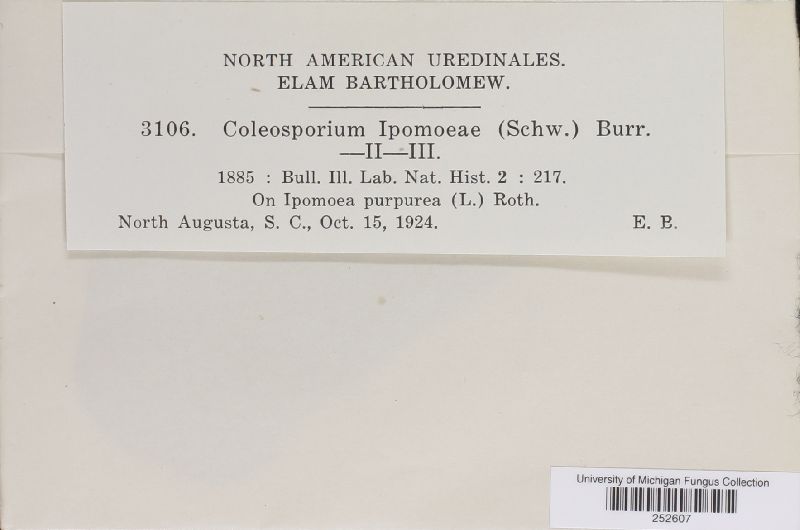 NORTH AMERICAN UREDINALES.
ELAM BARTHOLOMEW.
3106. Coleosporium Ipomoeae (Schw.) Burr.
—II—III.
1885 : Bull. Ill. Lab. Nat. Hist. 2 : 217.
On Ipomoea purpurea (L.) Roth.
North Augusta, S. C., Oct. 15, 1924. E. B.
University of Michigan Fungus Collection
252607